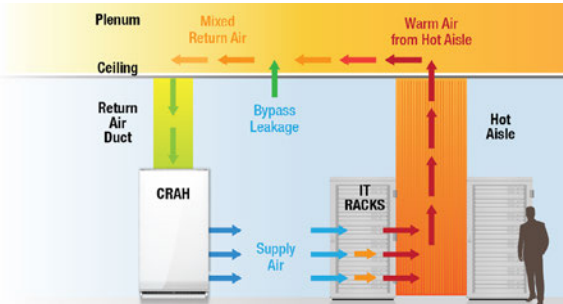 Plenum
Mixed
Return Air
Warm Air
from Hot Aisle
Ceiling
Return
Air
Duct
Bypass
Leakage
Hot
Aisle
CRAH
IT
RACKS
Supply
Air